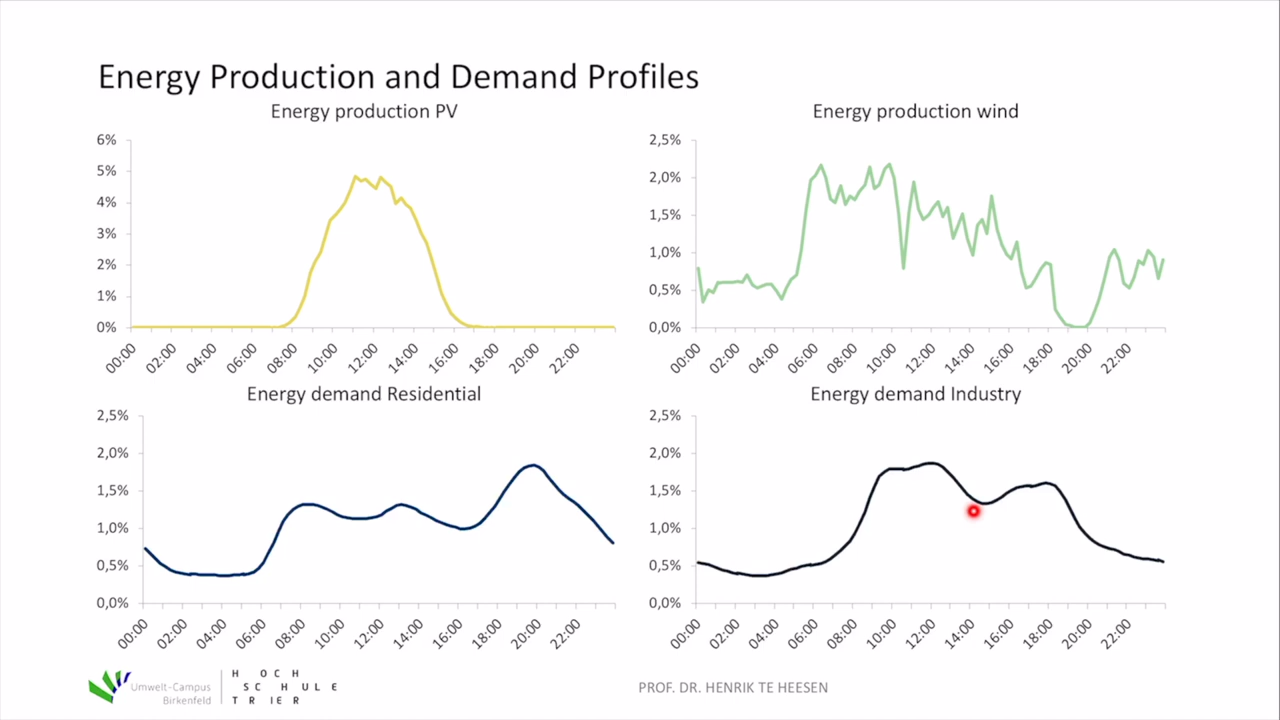 Energy Production and Demand Profiles
Energy production PV
6%
5%
4%
3%
2%
1%
0%
00:00 02:00 04:00 06:00 08:00 10:00 12:00 14:00 16:00 18:00 20:00 22:00
Energy production wind
2,5%
2,0%
1,5%
1,0%
0,5%
0,0%
00:00 02:00 04:00 06:00 08:00 10:00 12:00 14:00 16:00 18:00 20:00 22:00
Energy demand Residential
2,5%
2,0%
1,5%
1,0%
0,5%
0,0%
00:00 02:00 04:00 06:00 08:00 10:00 12:00 14:00 16:00 18:00 20:00 22:00
Energy demand Industry
2,5%
2,0%
1,5%
1,0%
0,5%
0,0%
00:00 02:00 04:00 06:00 08:00 10:00 12:00 14:00 16:00 18:00 20:00 22:00
Umwelt-Campus
Birkenfeld
HOCH
SCHULE
TRIER
PROF. DR. HENRIK TE HEESEN